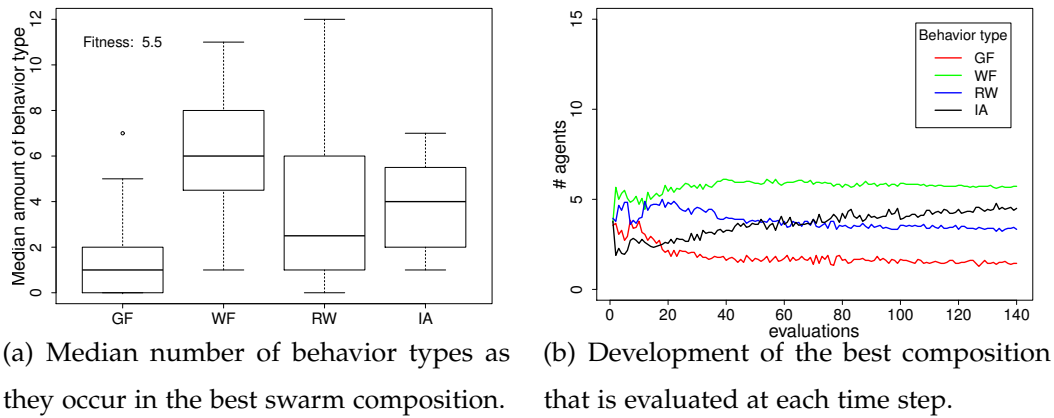 Median amount of behavior type
12
10
8
6
4
2
0
Fitness: 5.5
GF
WF
RW
IA
(a) Median number of behavior types as
they occur in the best swarm composition.
# agents
15
10
5
0
Behavior type
GF
WF
RW
IA
0
20
40
60
80
100
120
140
evaluations
(b) Development of the best composition
that is evaluated at each time step.